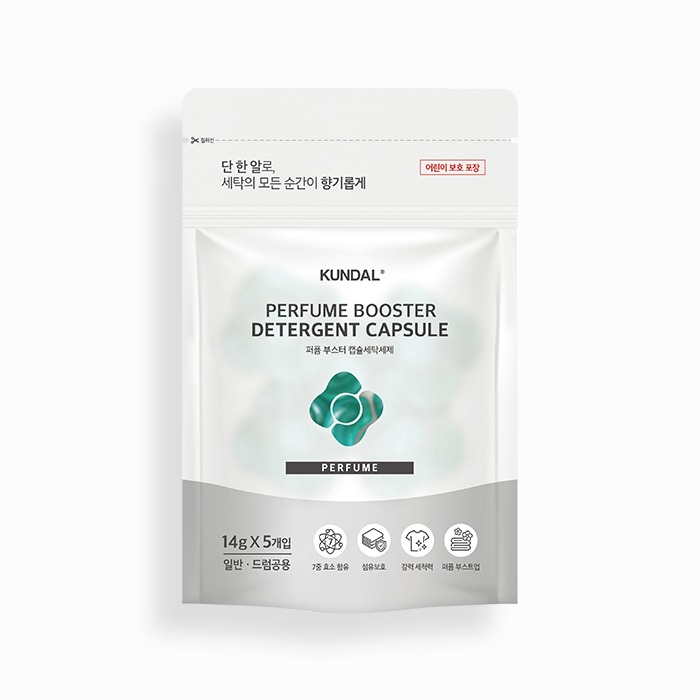 절취선
단 한 알로,
세탁의 모든 순간이 향기롭게
어린이 보호 포장
KUNDAL®
PERFUME BOOSTER
DETERGENT CAPSULE
퍼퓸 부스터 캡슐세탁세제
PERFUME
14g X 5개입
일반 · 드럼공용
7
7중 효소 함유
섬유보호
강력 세척력
퍼퓸 부스트업